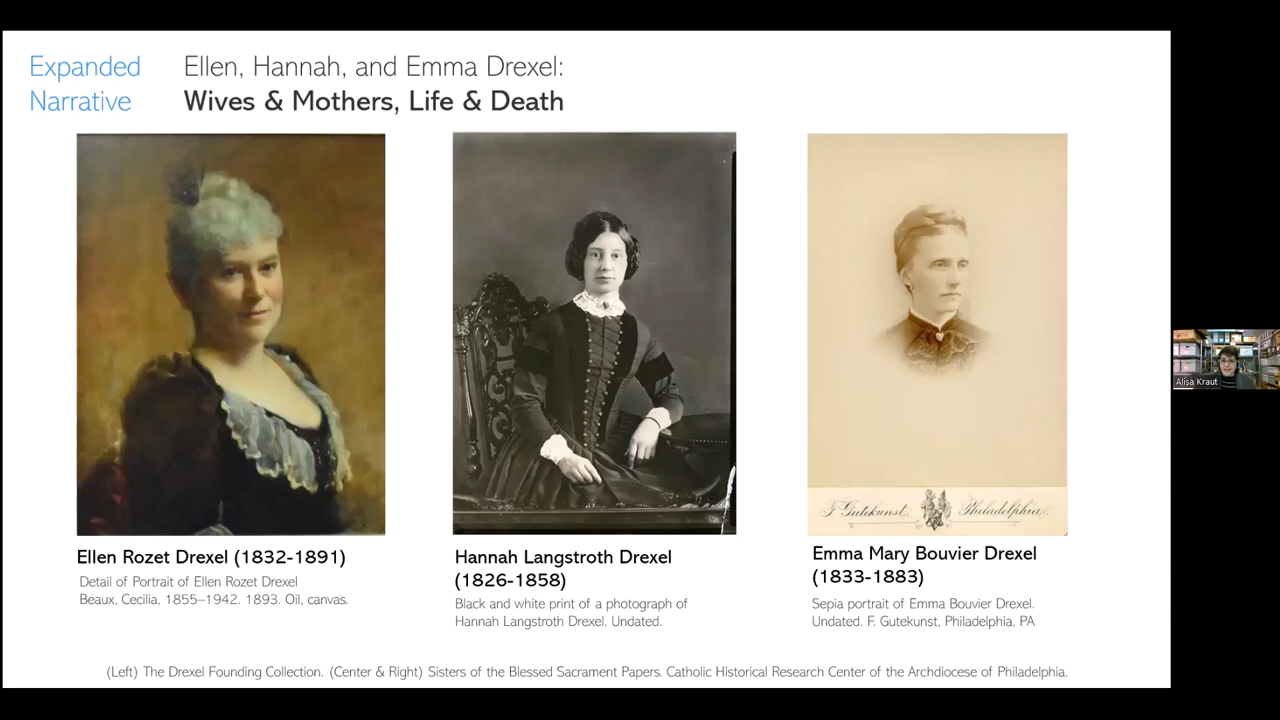 Expanded
Narrative
Ellen, Hannah, and Emma Drexel:
Wives & Mothers, Life & Death
F. Gutekunst. Philadelphia.
Ellen Rozet Drexel (1832-1891)
Detail of Portrait of Ellen Rozet Drexel
Beaux, Cecilia, 1855–1942. 1893. Oil, canvas.
Hannah Langstroth Drexel
(1826-1858)
Black and white print of a photograph of
Hannah Langstroth Drexel. Undated.
Emma Mary Bouvier Drexel
(1833-1883)
Sepia portrait of Emma Bouvier Drexel.
Undated. F. Gutekunst, Philadelphia, PA
(Left) The Drexel Founding Collection. (Center & Right) Sisters of the Blessed Sacrament Papers. Catholic Historical Research Center of the Archdiocese of Philadelphia.
Alisa Kraut